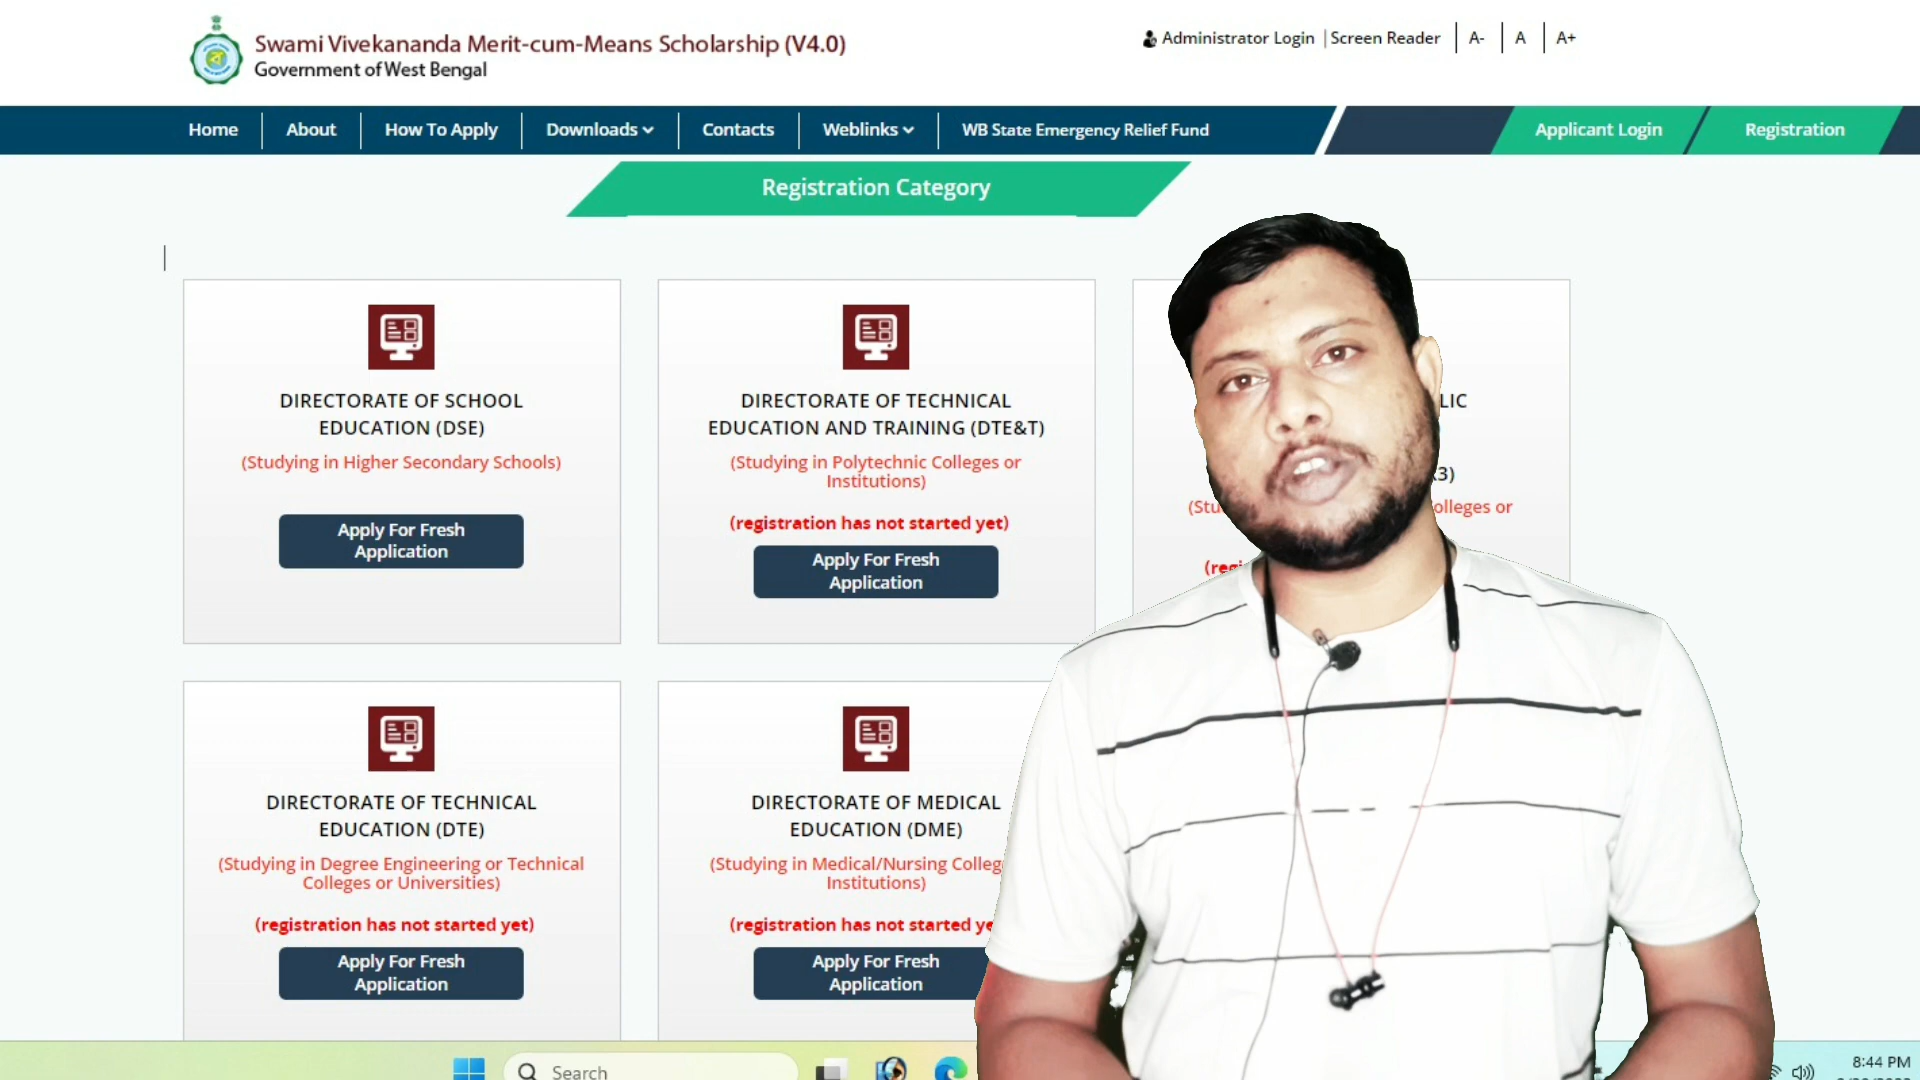 Swami Vivekananda Merit-cum-Means Scholarship (V4.0)
Government of West Bengal
Administrator Login | Screen Reader | A- | A | A+
Home
About
How To Apply
Downloads
Contacts
Weblinks
WB State Emergency Relief Fund
Applicant Login
Registration
Registration Category
DIRECTORATE OF SCHOOL
EDUCATION (DSE)
(Studying in Higher Secondary Schools)
Apply For Fresh
Application
DIRECTORATE OF TECHNICAL
EDUCATION AND TRAINING (DTE&T)
(Studying in Polytechnic Colleges or
Institutions)
(registration has not started yet)
Apply For Fresh
Application
olleges or
DIRECTORATE OF TECHNICAL
EDUCATION (DTE)
(Studying in Degree Engineering or Technical
Colleges or Universities)
(registration has not started yet)
Apply For Fresh
Application
DIRECTORATE OF MEDICAL
EDUCATION (DME)
(Studying in Medical/Nursing
Institutions)
(registration has not started
Apply For Fresh
Application
Search
8:44 PM